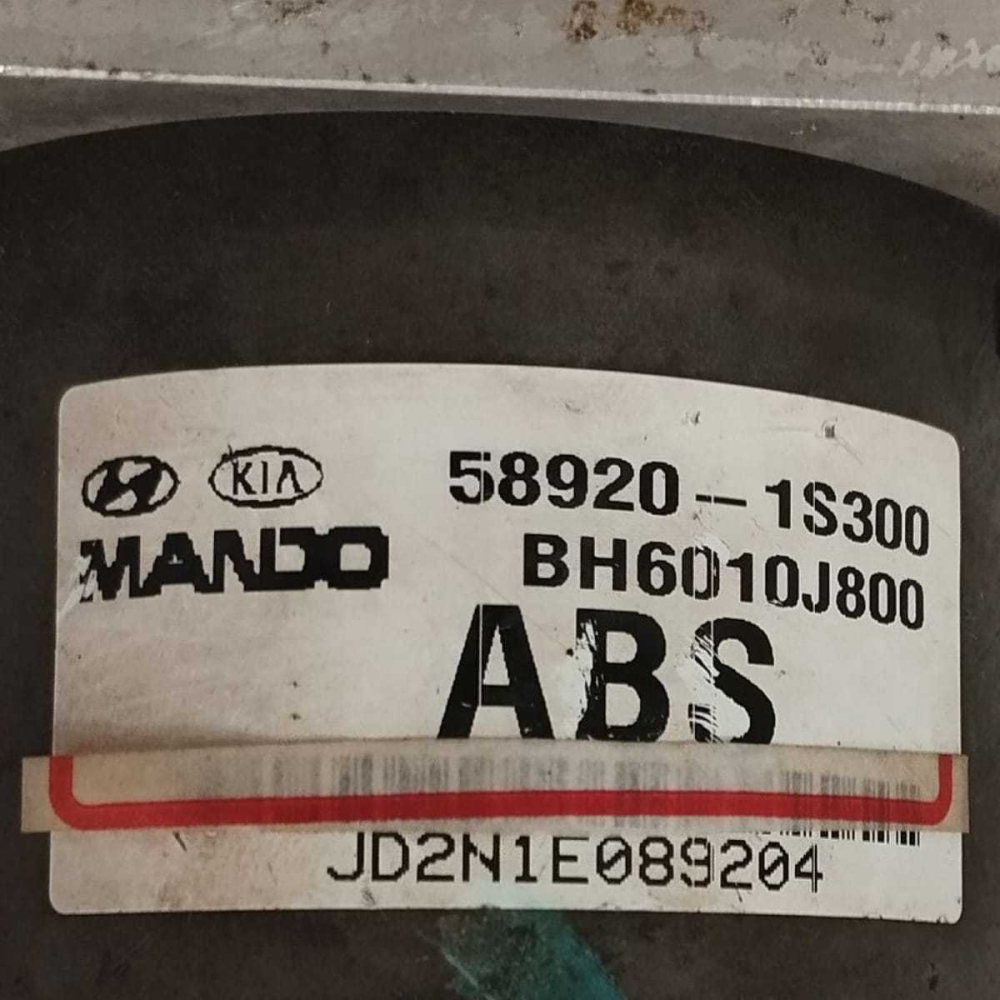 KIA 58920-1S300
MANDO BH6010J800
ABS
JD2N1E089204